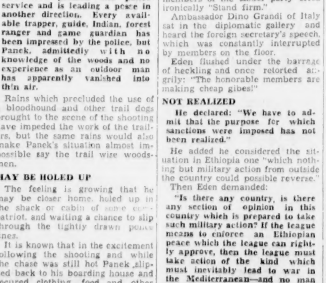 service and is leading a posse in
another direction. Every avail-
able trapper, guide, Indian, forest
ranger and game guardian has
been impressed by the police, but
Panek, admittedly with no
knowledge of the woods and no
experience as an outdoor man
has apparently vanished into
thin air.
Rains which precluded the use of
bloodhound and other trail dogs
brought to the scene of the shooting
have impeded the work of the trail-
ers, but the same rains would also
make Panek's situation almost im-
possible say the trail wire woods-
men.
MAY BE HOLED UP
The feeling is growing that he
may be closer home, holed up in
the shack or cabin of some
and waiting a chance to slip
through the tightly drawn police
lines.
It is known that in the excitement
following the shooting and while
the chase was still hot Panek slip-
ped back to his boarding house and
clothing, food and other
ironically "Stand firm."
Ambassador Dino Grandi of Italy
sat in the diplomatic gallery and
heard the foreign secretary's speech,
which was constantly interrupted
by members on the floor.
Eden flushed under the barrage
of heckling and once retorted an-
grily: "The honorable members are
making cheap gibes!"
NOT REALIZED
He declared: "We have to ad-
mit that the purpose for which
sanctions were imposed has not
been realized."
He added he considered the sit-
uation in Ethiopia one "which noth-
ing but military action from outside
the country could possible reverse."
Then Eden demanded:
"Is there any country, is there
any section of opinion in this
country which is prepared to take
such military action? If the league
means to enforce an Ethiopian
peace which the league can right-
ly approve, then the league must
take action of the kind which
must inevitably lead to war in
the Mediterranean—and no man